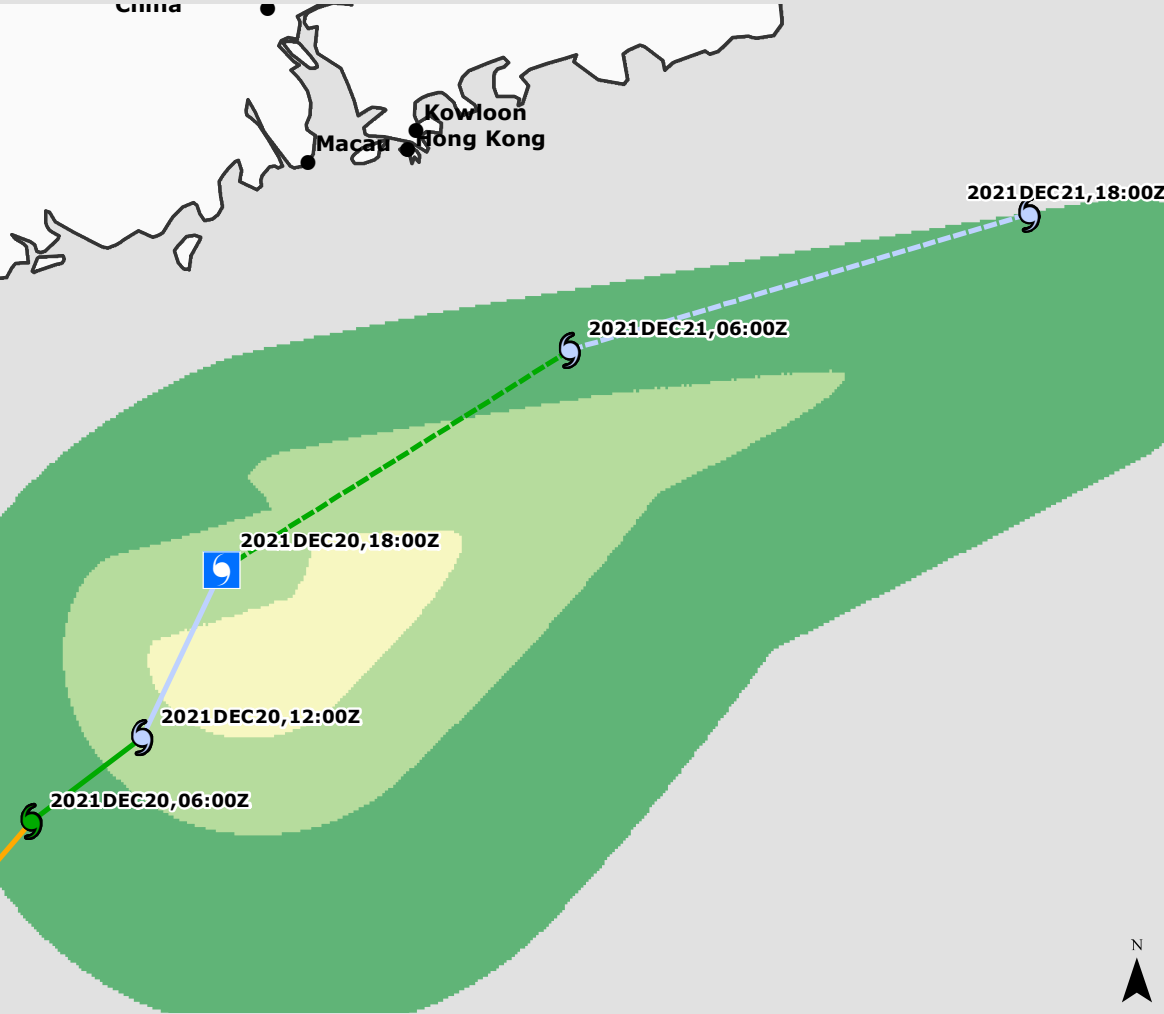 China
Kowloon
Hong Kong
Macau
2021DEC21,18:00Z
2021DEC21,06:00Z
2021DEC20,18:00Z
2021DEC20,12:00Z
2021DEC20,06:00Z
N